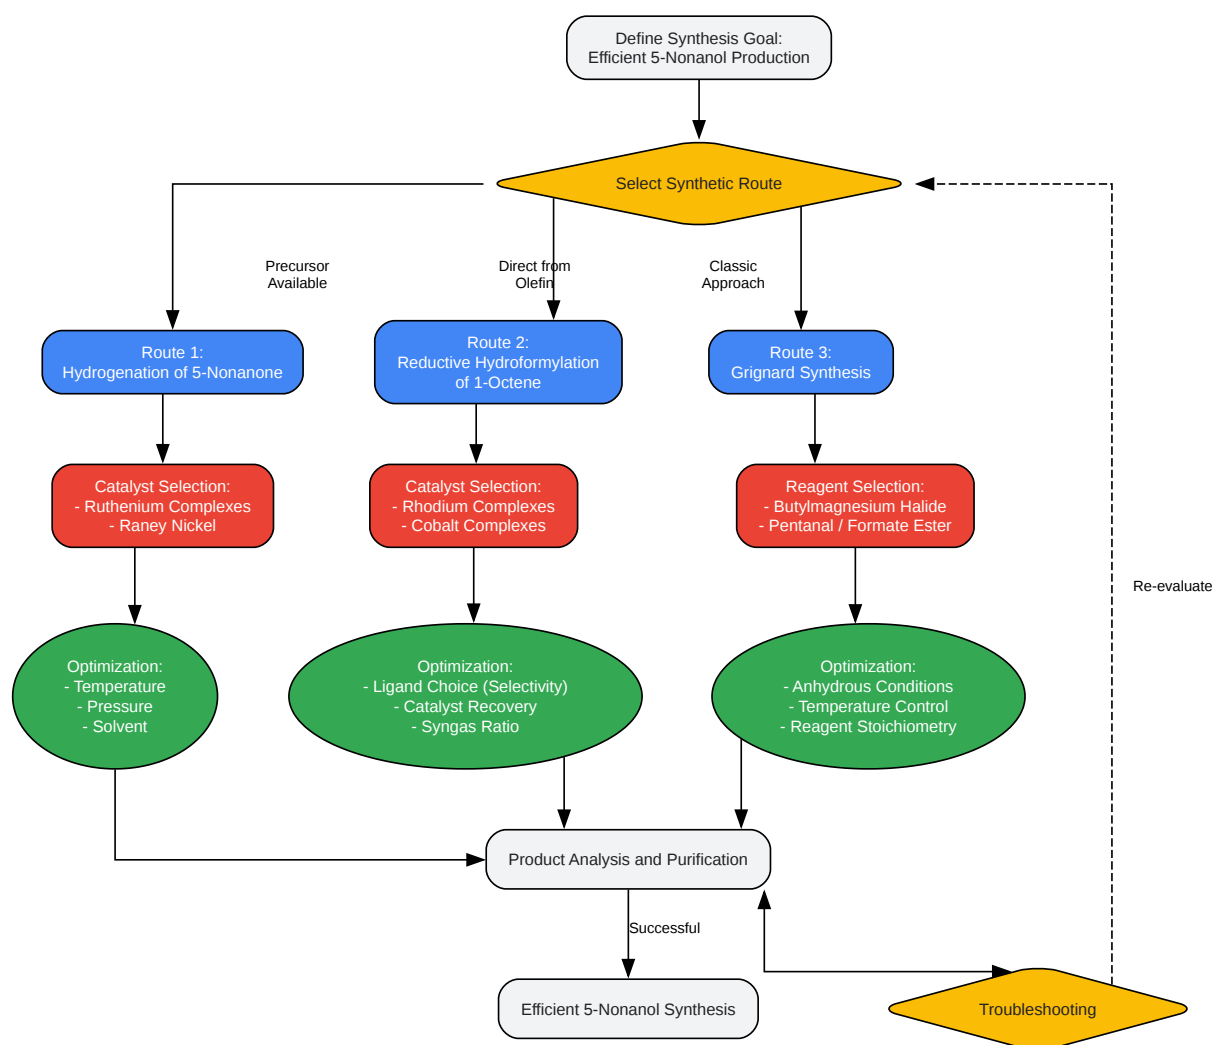 Define Synthesis Goal:
Efficient 5-Nonanol Production
Select Synthetic Route
Precursor
Available
Direct from
Olefin
Classic
Approach
Route 1:
Hydrogenation of 5-Nonanone
Route 2:
Reductive Hydroformylation
of 1-Octene
Route 3:
Grignard Synthesis
Catalyst Selection:
- Ruthenium Complexes
- Raney Nickel
Catalyst Selection:
- Rhodium Complexes
- Cobalt Complexes
Reagent Selection:
- Butylmagnesium Halide
- Pentanal / Formate Ester
Re-evaluate
Optimization:
- Temperature
- Pressure
- Solvent
Optimization:
- Ligand Choice (Selectivity)
- Catalyst Recovery
- Syngas Ratio
Optimization:
- Anhydrous Conditions
- Temperature Control
- Reagent Stoichiometry
Product Analysis and Purification
Successful
Efficient 5-Nonanol Synthesis
Troubleshooting